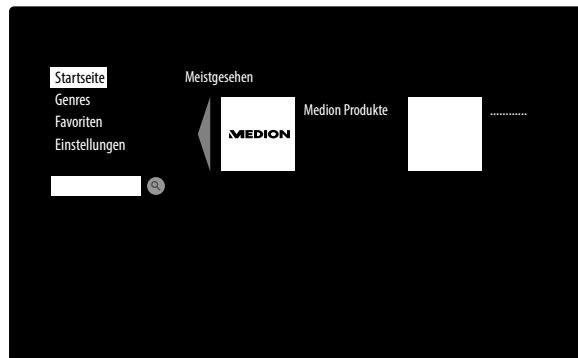 Startseite
Genres
Favoriten
Einstellungen
Meistgesehen
MEDION
Medion Produkte
............